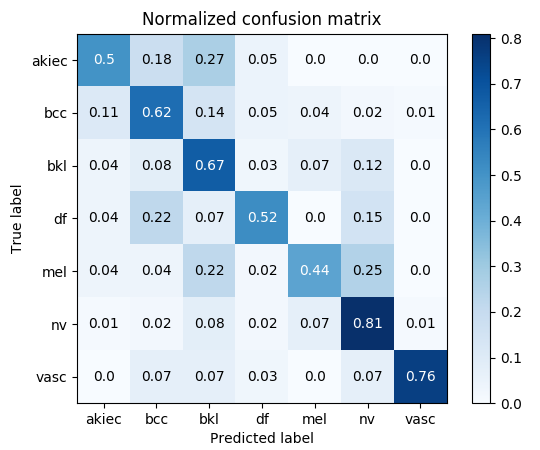 Normalized confusion matrix
akiec 0.5 0.18 0.27 0.05 0.0 0.0 0.0
bcc 0.11 0.62 0.14 0.05 0.04 0.02 0.01
bkl 0.04 0.08 0.67 0.03 0.07 0.12 0.0
df 0.04 0.22 0.07 0.52 0.0 0.15 0.0
mel 0.04 0.04 0.22 0.02 0.44 0.25 0.0
nv 0.01 0.02 0.08 0.02 0.07 0.81 0.01
vasc 0.0 0.07 0.07 0.03 0.0 0.07 0.76
akiec bcc bkl df mel nv vasc
Predicted label
True label
0.8
0.7
0.6
0.5
0.4
0.3
0.2
0.1
0.0